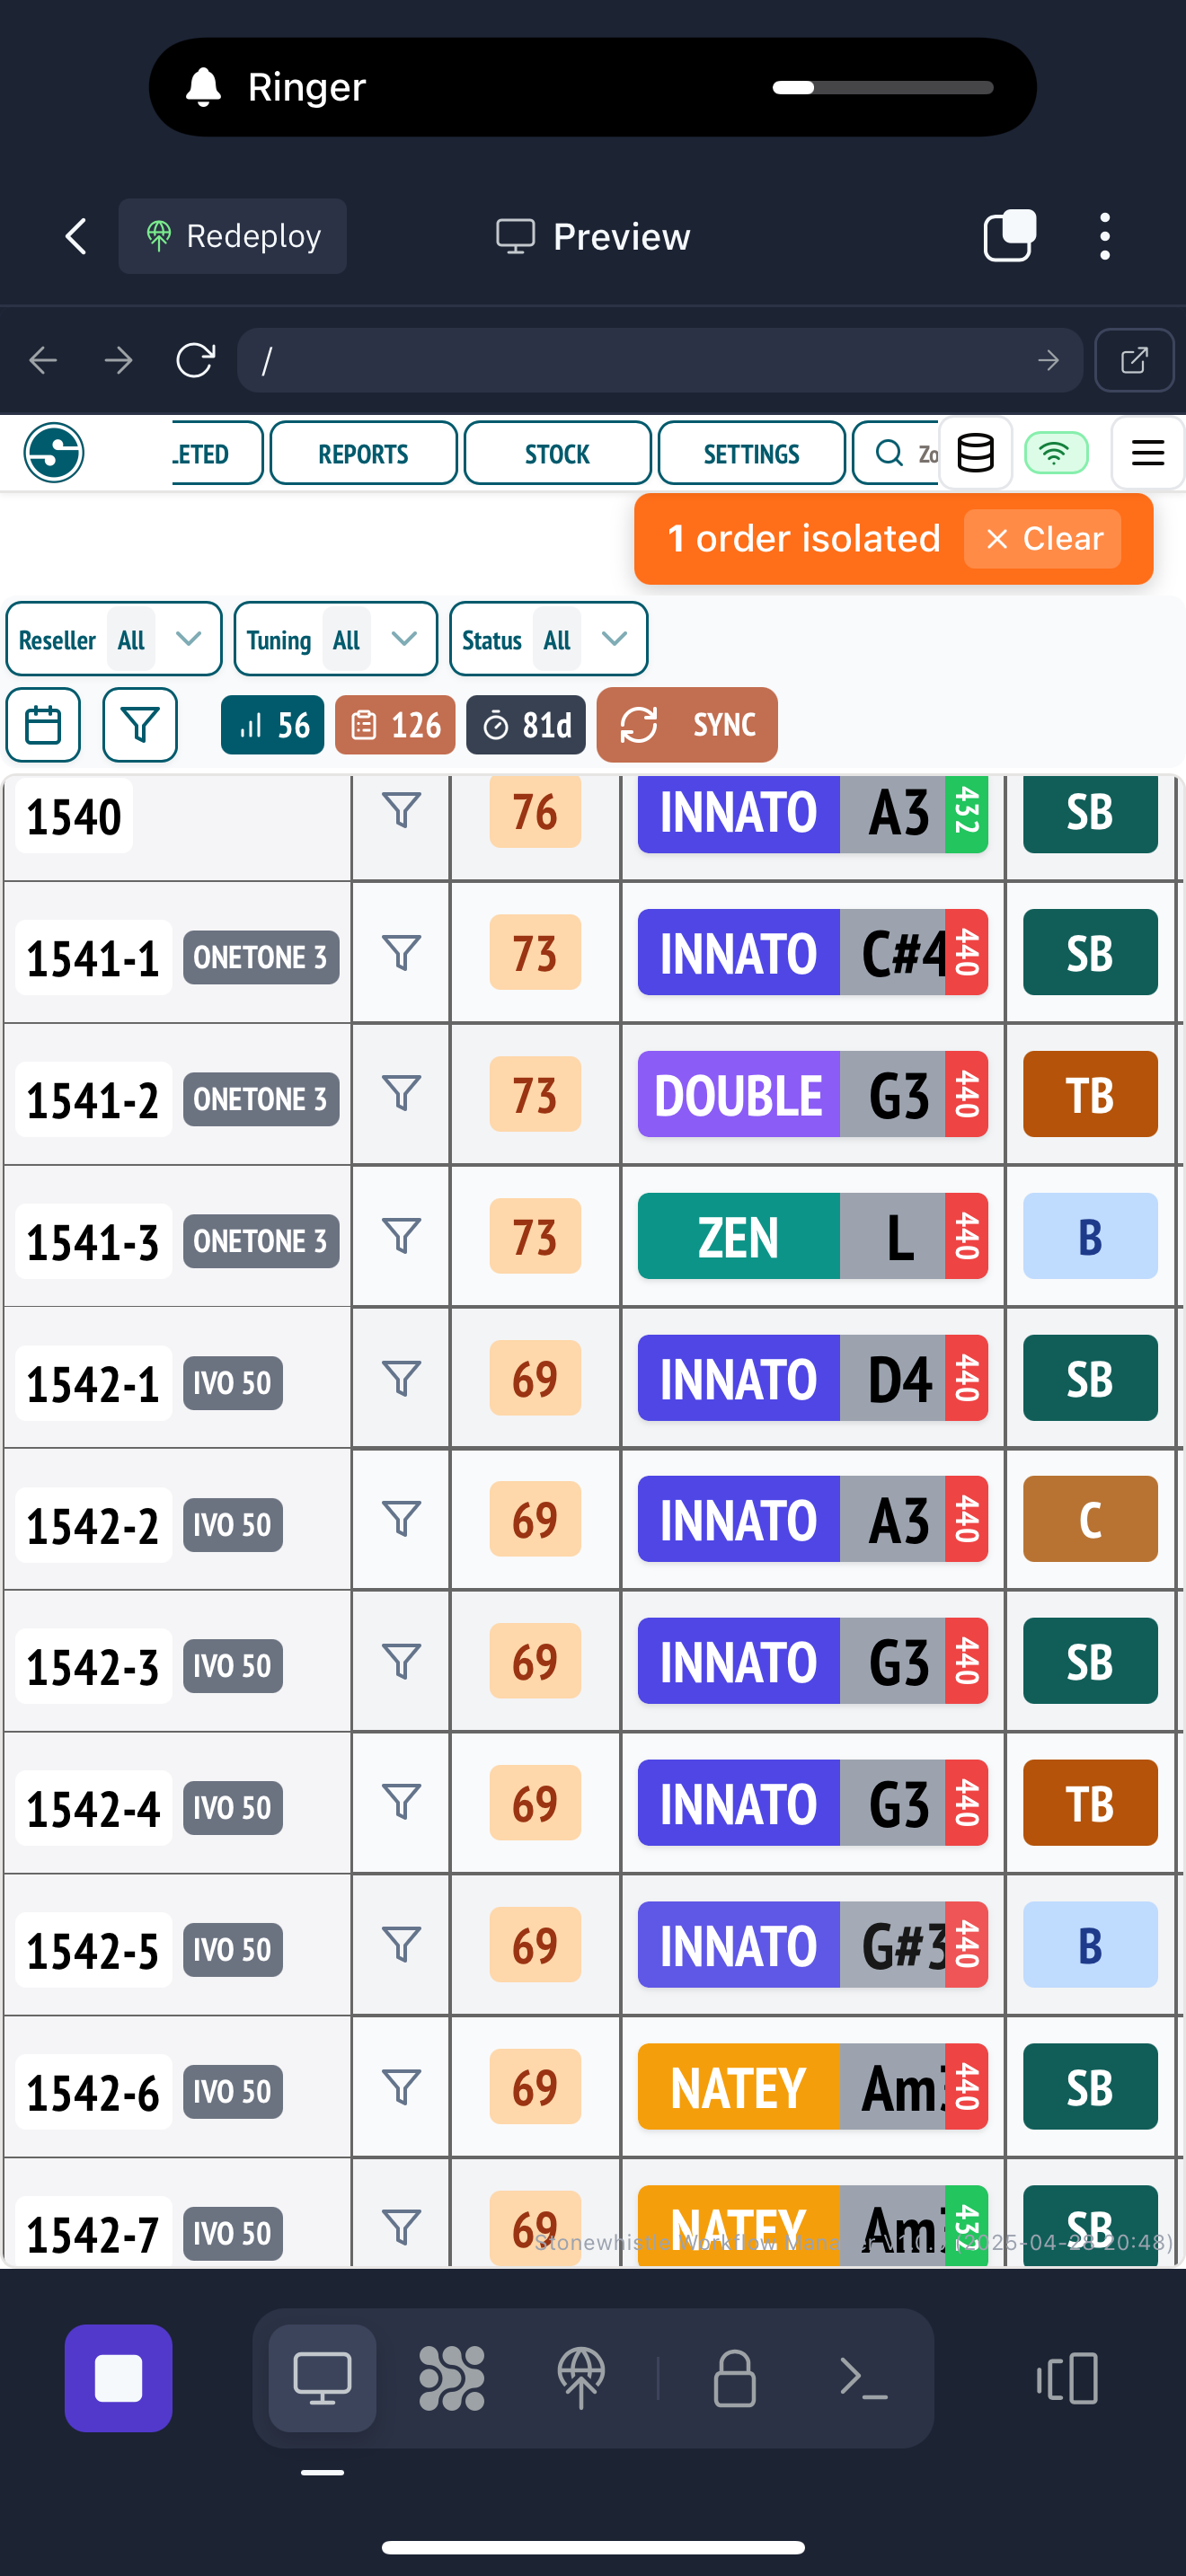 Ringer
Redeploy
Preview
/
LETED
REPORTS
STOCK
SETTINGS
Zo
1 order isolated
Clear
Reseller All
Tuning All
Status All
56
126
81d
SYNC
1540 76 INNATO A3 432 SB
1541-1 ONETONE 3 73 INNATO C#4 440 SB
1541-2 ONETONE 3 73 DOUBLE G3 440 TB
1541-3 ONETONE 3 73 ZEN L 440 B
1542-1 IVO 50 69 INNATO D4 440 SB
1542-2 IVO 50 69 INNATO A3 440 C
1542-3 IVO 50 69 INNATO G3 440 SB
1542-4 IVO 50 69 INNATO G3 440 TB
1542-5 IVO 50 69 INNATO G#3 440 B
1542-6 IVO 50 69 NATEY Am3 440 SB
1542-7 IVO 50 69 NATEY Am3 432 SB
Stonewhistle Workflow Manager (2025-04-28 20:48)